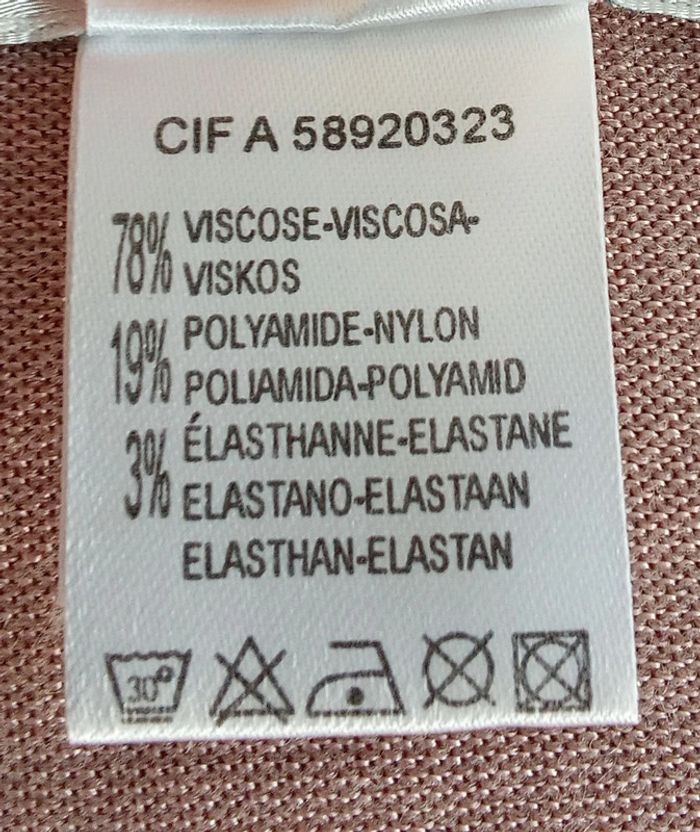 CIF A 58920323
78% VISCOSE-VISCOSA-
VISKOS
19% POLYAMIDE-NYLON
POLIAMIDA-POLYAMID
3% ÉLASTHANNE-ELASTANE
ELASTANO-ELASTAAN
ELASTHAN-ELASTAN
30°